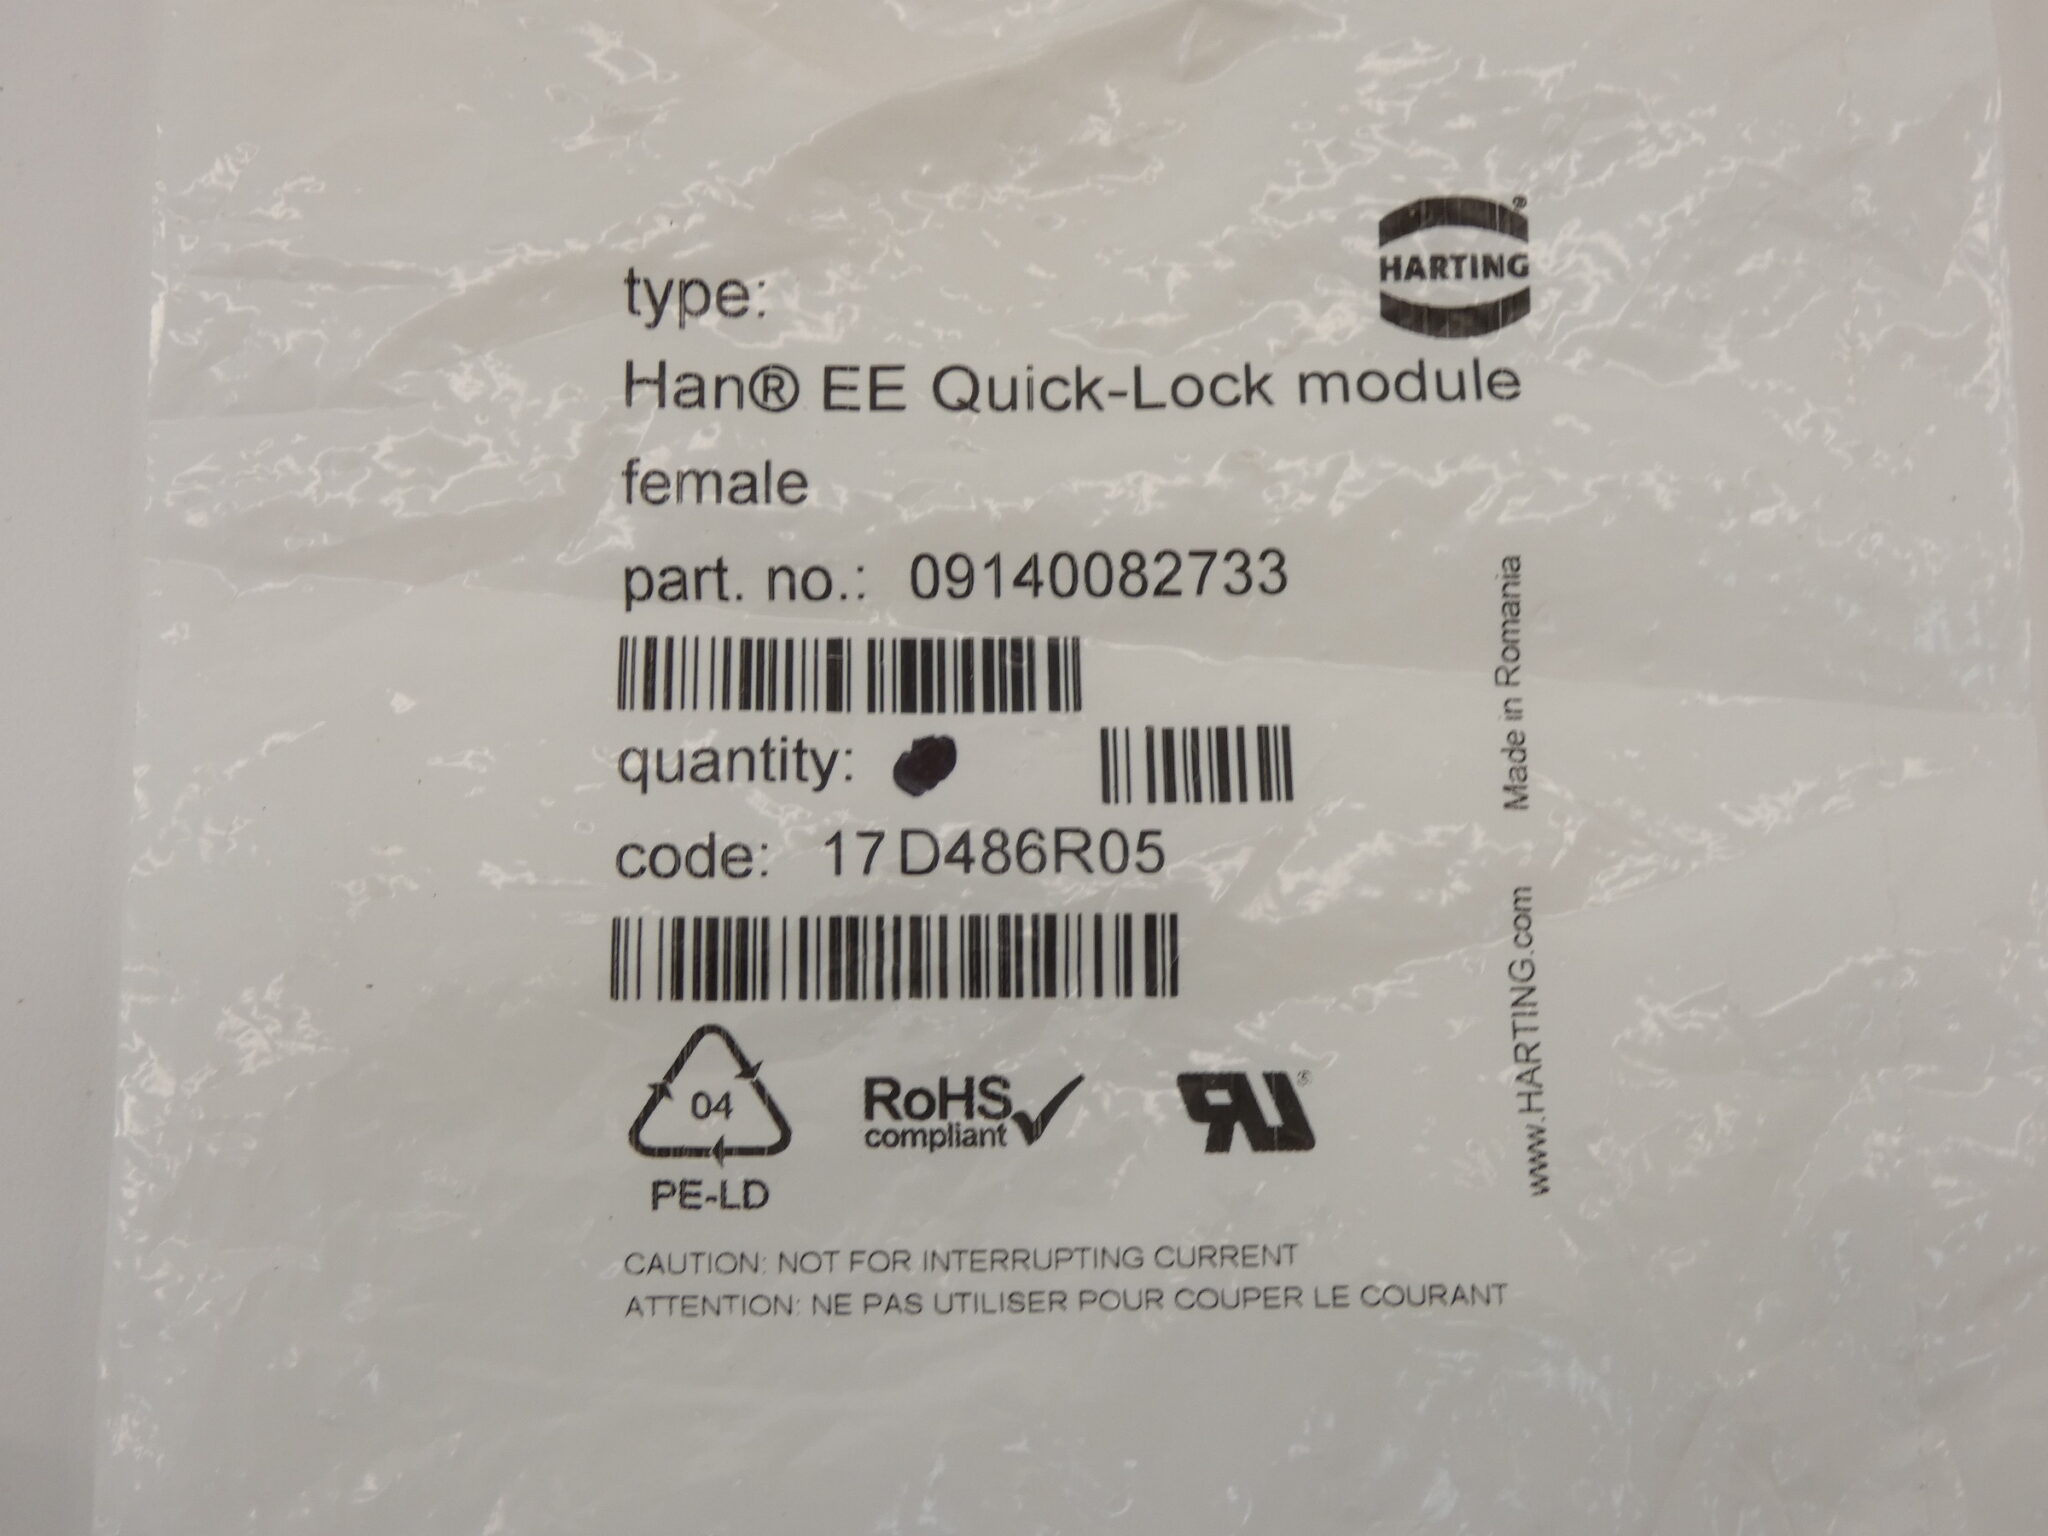 HARTING®
type:
Han® EE Quick-Lock module
female
part. no.: 09140082733
quantity:
code: 17D486R05
04
PE-LD
RoHS
compliant
CAUTION: NOT FOR INTERRUPTING CURRENT
ATTENTION: NE PAS UTILISER POUR COUPER LE COURANT
www.HARTING.com Made in Romania